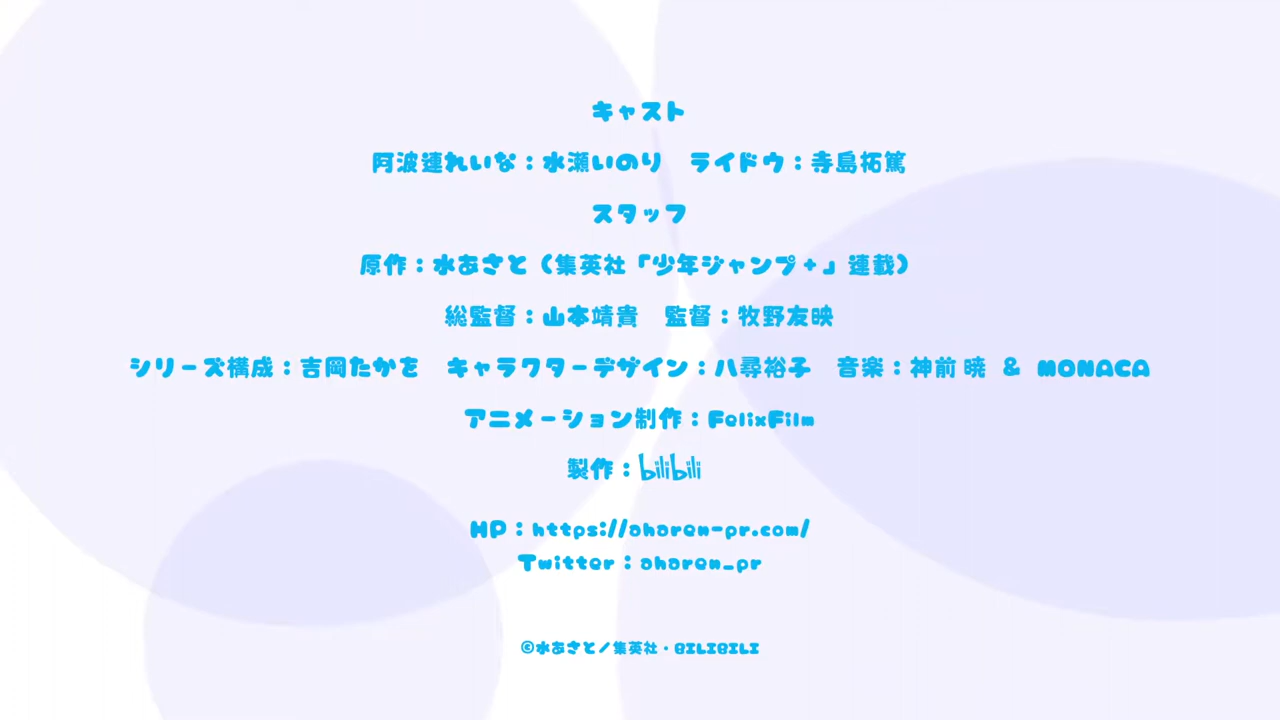 キャスト
阿波連れいな：水瀬いのり　ライドウ：寺島拓篤
スタッフ
原作：水あさと（集英社「少年ジャンプ＋」連載）
総監督：山本靖貴　監督：牧野友映
シリーズ構成：吉岡たかを　キャラクターデザイン：八尋裕子　音楽：神前 暁 ＆ MONACA
アニメーション制作：FelixFilm
製作：bilibili
HP：https://aharen-pr.com/
Twitter：aharen_pr
©水あさと／集英社・BILIBILI